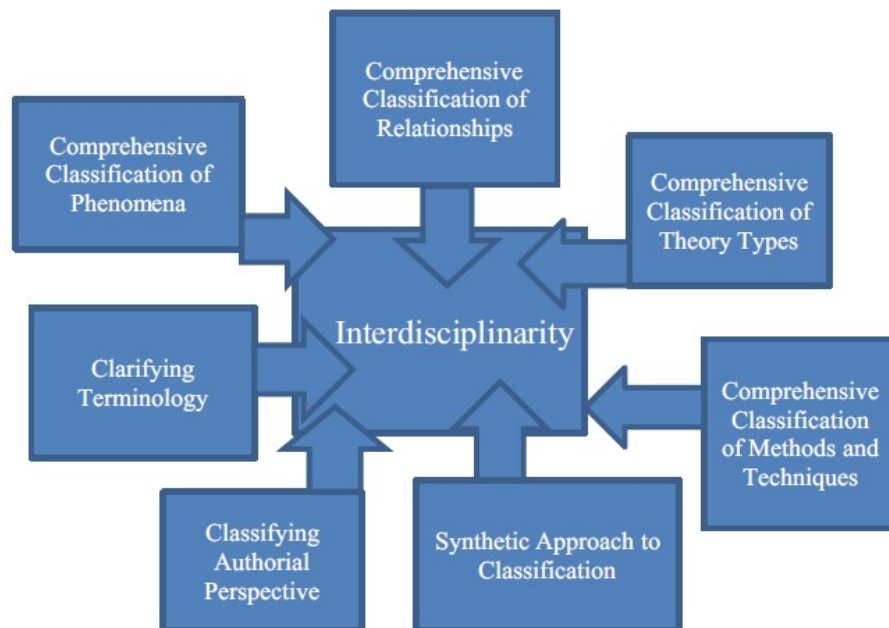 Comprehensive
Classification of
Relationships
Comprehensive
Classification of
Phenomena
Comprehensive
Classification of
Theory Types
Interdisciplinarity
Clarifying
Terminology
Comprehensive
Classification
of Methods and
Techniques
Classifying
Authorial
Perspective
Synthetic Approach to
Classification